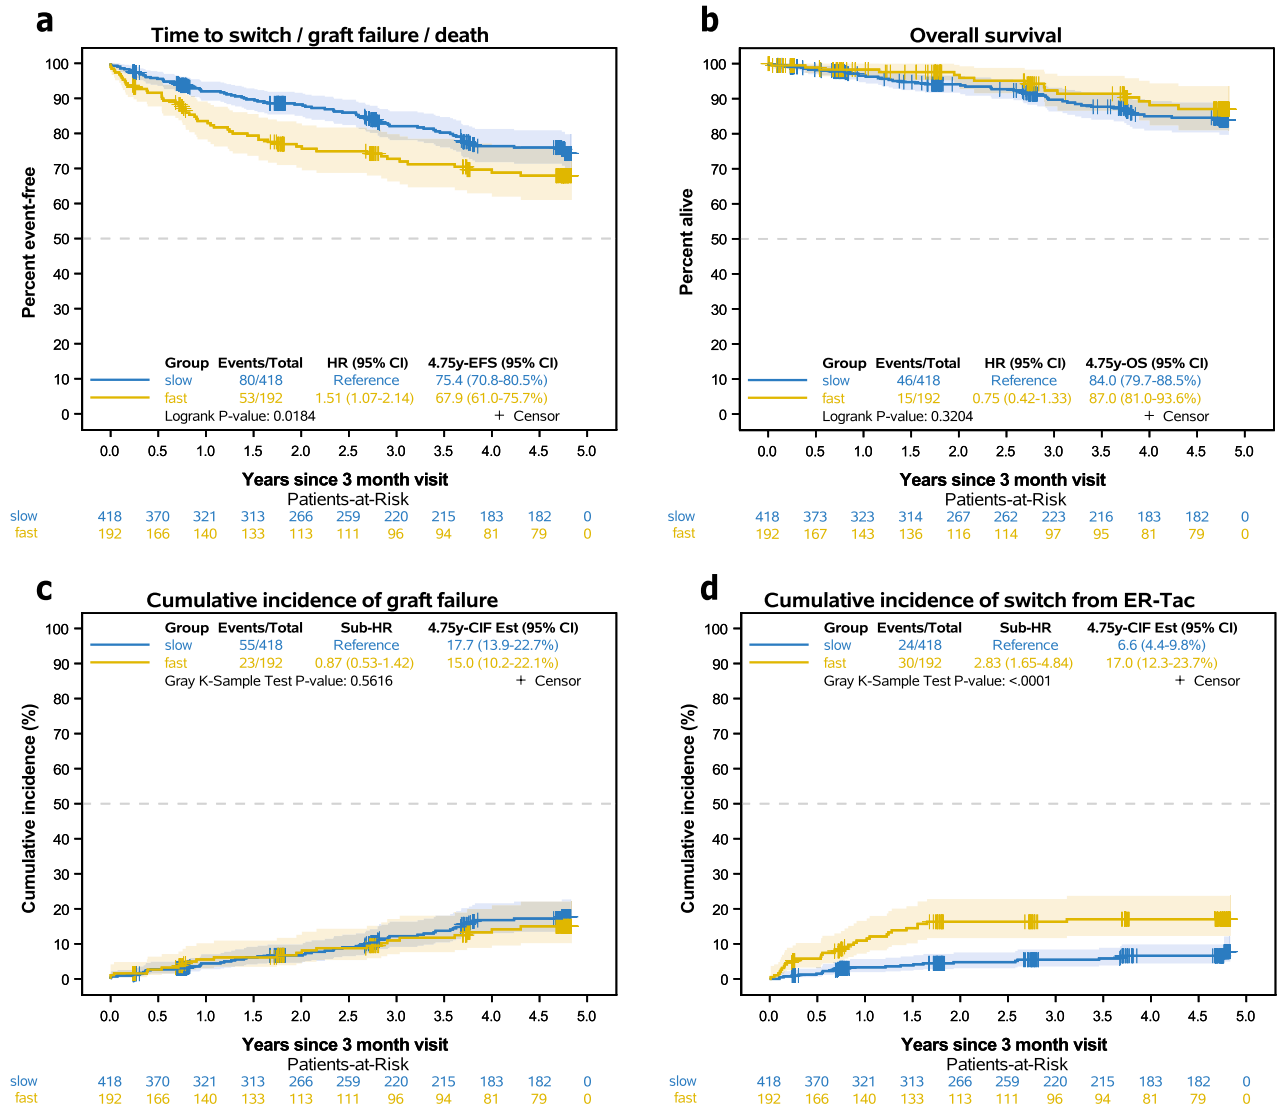 a
Time to switch / graft failure / death
Percent event-free
100
90
80
70
60
50
40
30
20
10
0
Group Events/Total HR (95% CI) 4.75y-EFS (95% CI)
slow 80/418 Reference 75.4 (70.8-80.5%)
fast 53/192 1.51 (1.07-2.14) 67.9 (61.0-75.7%)
Logrank P-value: 0.0184 + Censor
0.0 0.5 1.0 1.5 2.0 2.5 3.0 3.5 4.0 4.5 5.0
Years since 3 month visit
Patients-at-Risk
slow 418 370 321 313 266 259 220 215 183 182 0
fast 192 166 140 133 113 111 96 94 81 79 0
b
Overall survival
Percent alive
100
90
80
70
60
50
40
30
20
10
0
Group Events/Total HR (95% CI) 4.75y-OS (95% CI)
slow 46/418 Reference 84.0 (79.7-88.5%)
fast 15/192 0.75 (0.42-1.33) 87.0 (81.0-93.6%)
Logrank P-value: 0.3204 + Censor
0.0 0.5 1.0 1.5 2.0 2.5 3.0 3.5 4.0 4.5 5.0
Years since 3 month visit
Patients-at-Risk
slow 418 373 323 314 267 262 223 216 183 182 0
fast 192 167 143 136 116 114 97 95 81 79 0
c
Cumulative incidence of graft failure
Cumulative incidence (%)
Group Events/Total Sub-HR 4.75y-CIF Est (95% CI)
slow 55/418 Reference 17.7 (13.9-22.7%)
fast 23/192 0.87 (0.53-1.42) 15.0 (10.2-22.1%)
Gray K-Sample Test P-value: 0.5616 + Censor
100
90
80
70
60
50
40
30
20
10
0
0.0 0.5 1.0 1.5 2.0 2.5 3.0 3.5 4.0 4.5 5.0
Years since 3 month visit
Patients-at-Risk
slow 418 370 321 313 266 259 220 215 183 182 0
fast 192 166 140 133 113 111 96 94 81 79 0
d
Cumulative incidence of switch from ER-Tac
Cumulative incidence (%)
Group Events/Total Sub-HR 4.75y-CIF Est (95% CI)
slow 24/418 Reference 6.6 (4.4-9.8%)
fast 30/192 2.83 (1.65-4.84) 17.0 (12.3-23.7%)
Gray K-Sample Test P-value: <.0001 + Censor
100
90
80
70
60
50
40
30
20
10
0
0.0 0.5 1.0 1.5 2.0 2.5 3.0 3.5 4.0 4.5 5.0
Years since 3 month visit
Patients-at-Risk
slow 418 370 321 313 266 259 220 215 183 182 0
fast 192 166 140 133 113 111 96 94 81 79 0